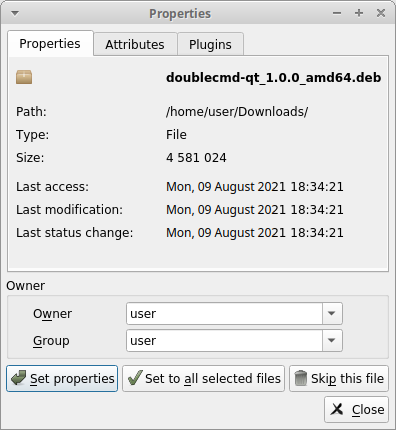 Properties
Properties Attributes Plugins
doublecmd-qt_1.0.0_amd64.deb
Path: /home/user/Downloads/
Type: File
Size: 4 581 024
Last access: Mon, 09 August 2021 18:34:21
Last modification: Mon, 09 August 2021 18:34:21
Last status change: Mon, 09 August 2021 18:34:21
Owner
Owner user
Group user
Set properties Set to all selected files Skip this file
Close